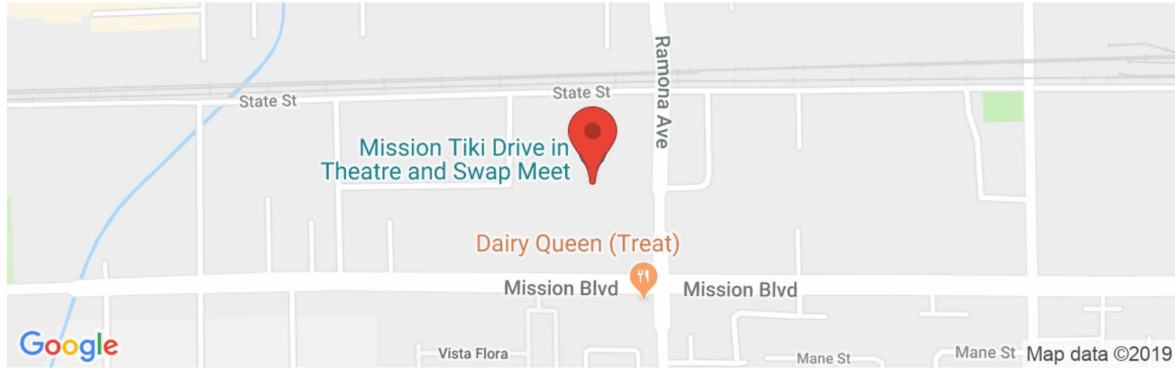 Ramona Ave
State St
State St
Mission Tiki Drive in
Theatre and Swap Meet
Dairy Queen (Treat)
Mission Blvd
Mission Blvd
Google
Vista Flora
Mane St
Mane St
Map data ©2019